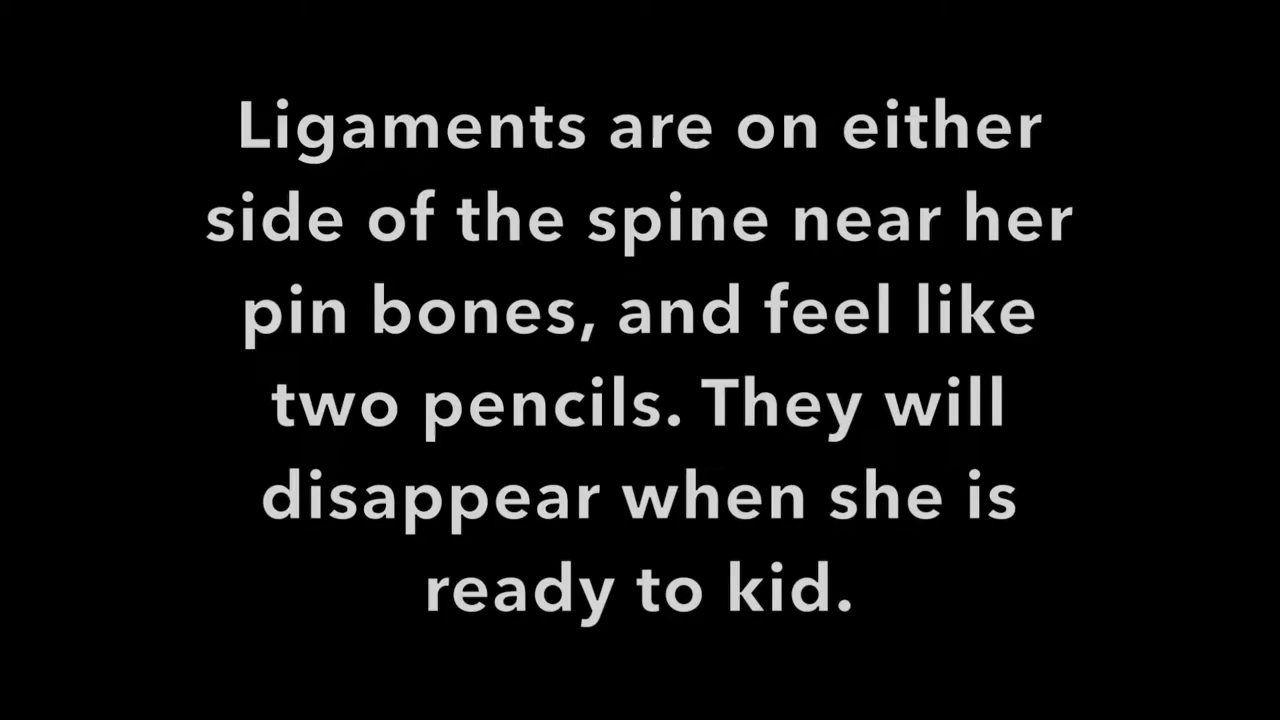 Ligaments are on either
side of the spine near her
pin bones, and feel like
two pencils. They will
disappear when she is
ready to kid.